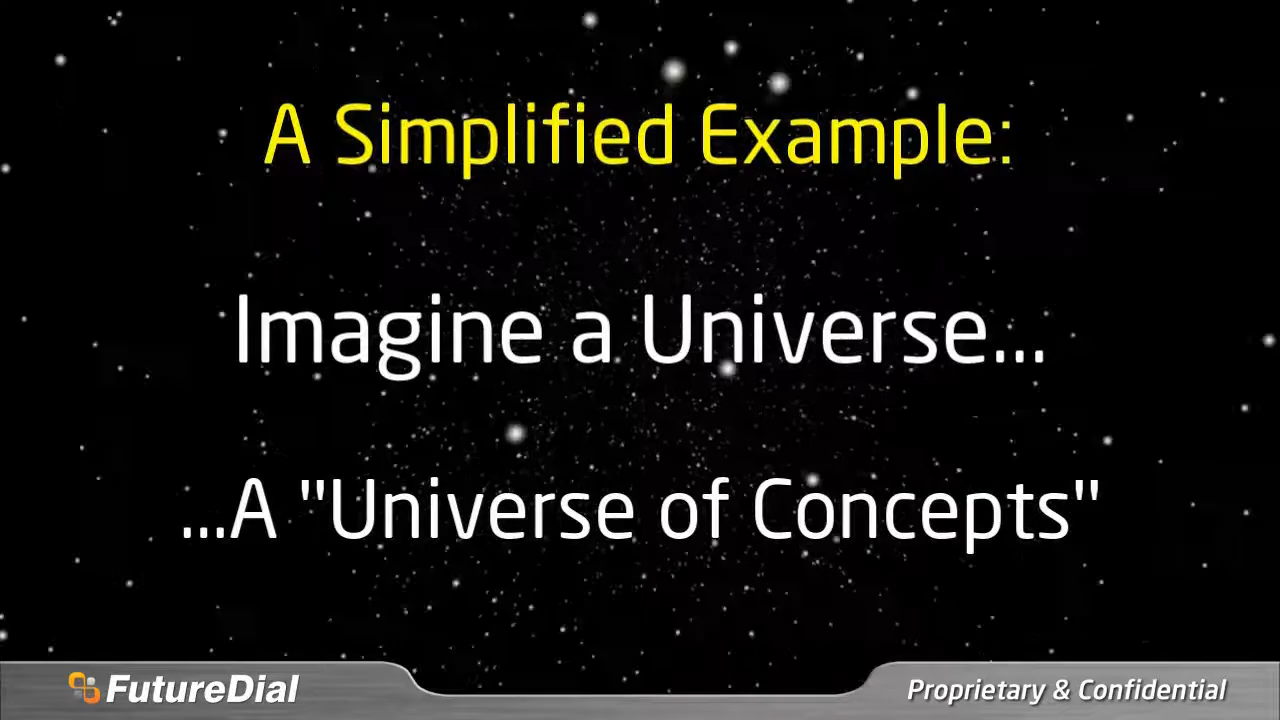 A Simplified Example:
Imagine a Universe...
...A "Universe of Concepts"
FutureDial
Proprietary & Confidential